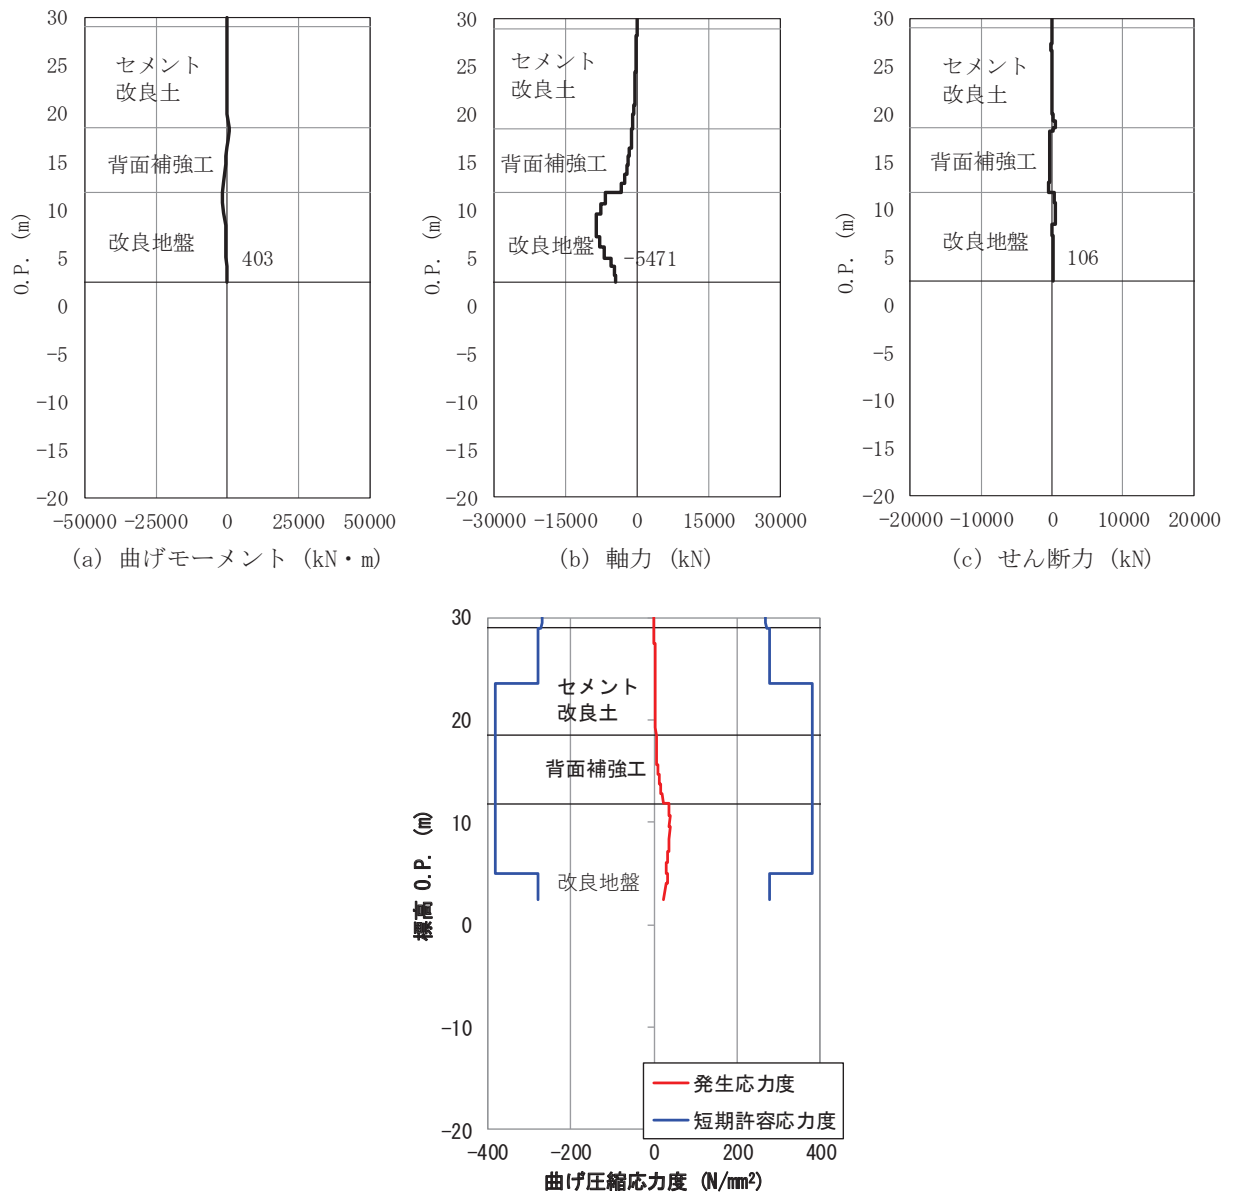 30
25
20
15
10
5
0
-5
-10
-15
-20
O.P. (m)
セメント
改良土
背面補強工
改良地盤
403
-50000 -25000 0 25000 50000
(a) 曲げモーメント (kN・m)
30
25
20
15
10
5
0
-5
-10
-15
-20
O.P. (m)
セメント
改良土
背面補強工
改良地盤
-5471
-30000 -15000 0 15000 30000
(b) 軸力 (kN)
30
25
20
15
10
5
0
-5
-10
-15
-20
O.P. (m)
セメント
改良土
背面補強工
改良地盤
106
-20000 -10000 0 10000 20000
(c) せん断力 (kN)
30
20
10
0
-10
-20
標高 O.P. (m)
セメント
改良土
背面補強工
改良地盤
発生応力度
短期許容応力度
-400 -200 0 200 400
曲げ圧縮応力度 (N/mm²)